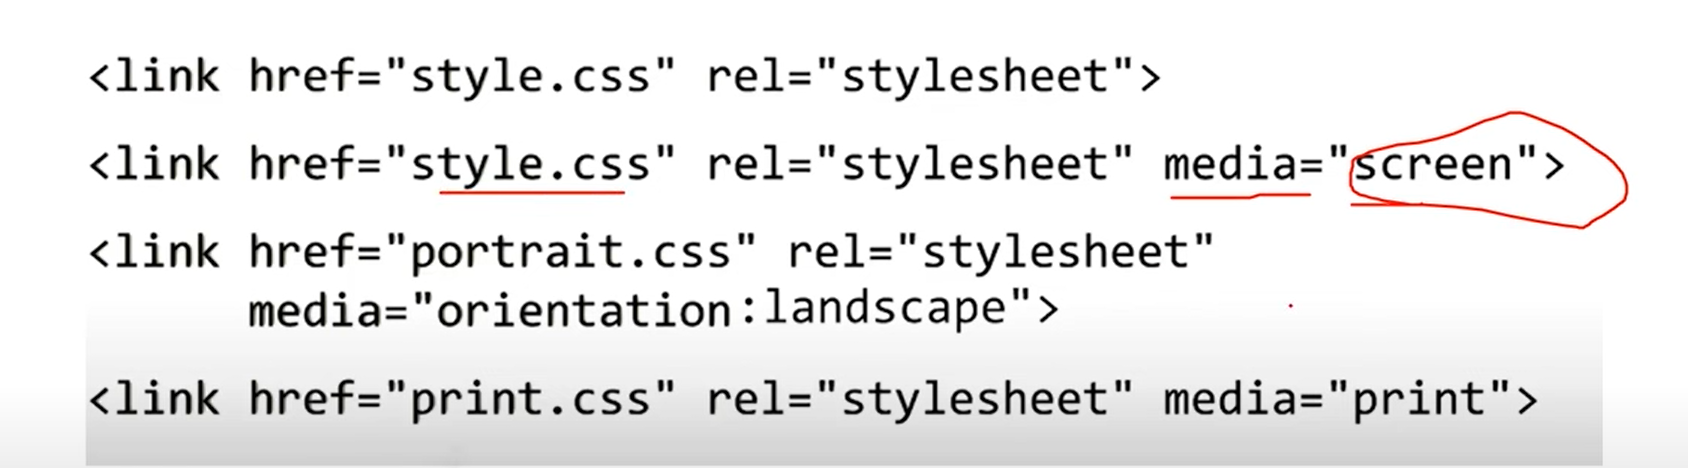 <link href="style.css" rel="stylesheet">
<link href="style.css" rel="stylesheet" media="screen">
<link href="portrait.css" rel="stylesheet"
media="orientation:landscape">
<link href="print.css" rel="stylesheet" media="print">